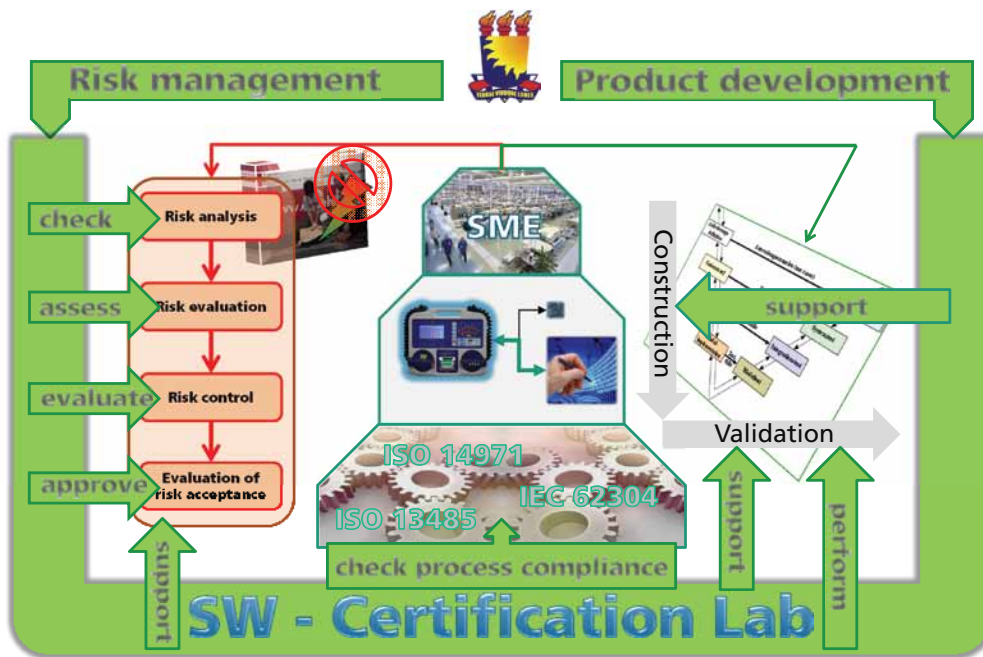 Risk management
Product development
check
assess
evaluate
approve
Risk analysis
Risk evaluation
Risk control
Evaluation of
risk acceptance
SME
ISO 14971
IEC 62304
ISO 13485
Construction
support
Validation
support
check process compliance
support
perform
SW - Certification Lab